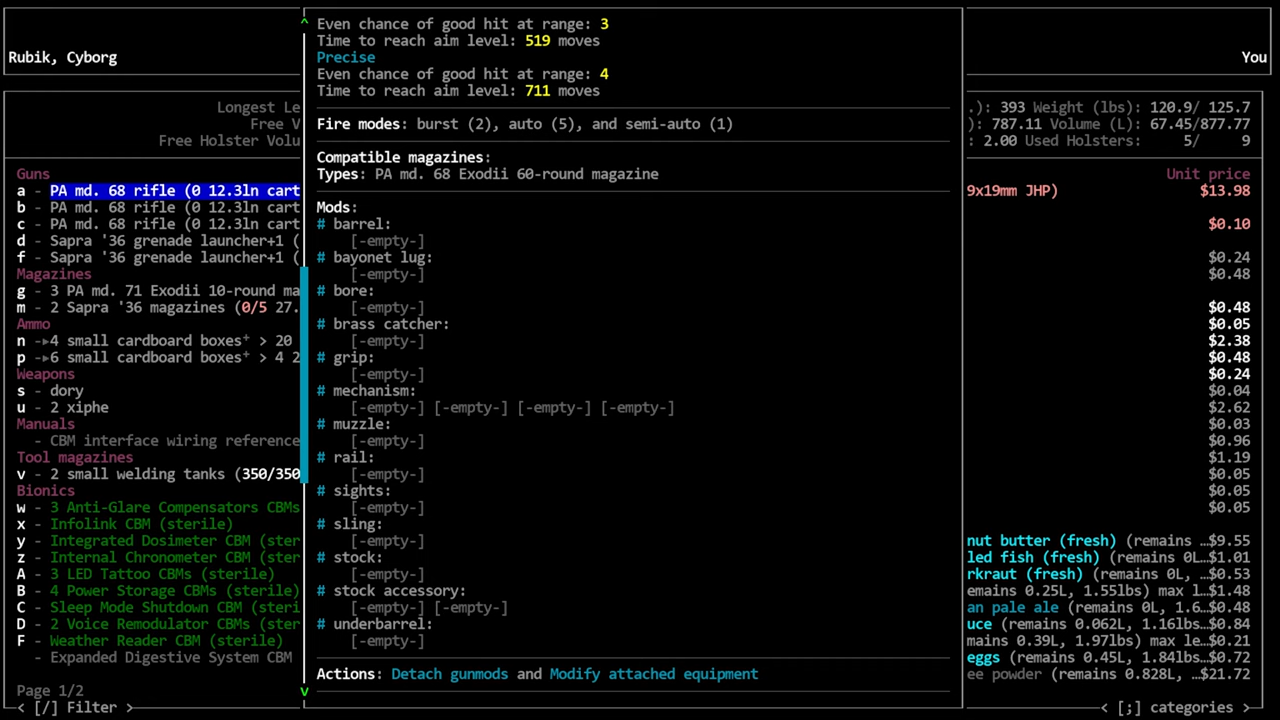 Rubik, Cyborg
You
Longest Le
Free V
Free Holster Volu
Guns
a - PA md. 68 rifle (0 12.3ln cart
b - PA md. 68 rifle (0 12.3ln cart
c - PA md. 68 rifle (0 12.3ln cart
d - Sapra '36 grenade launcher+1 (
f - Sapra '36 grenade launcher+1 (
Magazines
g - 3 PA md. 71 Exodii 10-round ma
m - 2 Sapra '36 magazines (0/5 27.
Ammo
n -▸4 small cardboard boxes⁺ > 20
p -▸6 small cardboard boxes⁺ > 4 2
Weapons
s - dory
u - 2 xiphe
Manuals
- CBM interface wiring reference
Tool magazines
v - 2 small welding tanks (350/350
Bionics
w - 3 Anti-Glare Compensators CBMs
x - Infolink CBM (sterile)
y - Integrated Dosimeter CBM (ster
z - Internal Chronometer CBM (steri
A - 3 LED Tattoo CBMs (sterile)
B - 4 Power Storage CBMs (sterile)
C - Sleep Mode Shutdown CBM (steri
D - 2 Voice Remodulator CBMs (ster
F - Weather Reader CBM (sterile)
- Expanded Digestive System CBM
Page 1/2
< [/] Filter >
^
Even chance of good hit at range: 3
Time to reach aim level: 519 moves
Precise
Even chance of good hit at range: 4
Time to reach aim level: 711 moves
Fire modes: burst (2), auto (5), and semi-auto (1)
Compatible magazines:
Types: PA md. 68 Exodii 60-round magazine
Mods:
# barrel:
[-empty-]
# bayonet lug:
[-empty-]
# bore:
[-empty-]
# brass catcher:
[-empty-]
# grip:
[-empty-]
# mechanism:
[-empty-] [-empty-] [-empty-] [-empty-]
# muzzle:
[-empty-]
# rail:
[-empty-]
# sights:
[-empty-]
# sling:
[-empty-]
# stock:
[-empty-]
# stock accessory:
[-empty-] [-empty-]
# underbarrel:
[-empty-]
Actions: Detach gunmods and Modify attached equipment
v
.): 393 Weight (lbs): 120.9/ 125.7
): 787.11 Volume (L): 67.45/877.77
: 2.00 Used Holsters: 5/ 9
Unit price
9x19mm JHP) $13.98
$0.10
$0.24
$0.48
$0.48
$0.05
$2.38
$0.48
$0.24
$0.04
$2.62
$0.03
$0.96
$1.19
$0.05
$0.05
$0.05
nut butter (fresh) (remains …$9.55
led fish (fresh) (remains 0L…$1.01
rkraut (fresh) (remains 0L, …$0.53
emains 0.25L, 1.55lbs) max l…$1.48
an pale ale (remains 0L, 1.6…$0.48
uce (remains 0.062L, 1.16lbs…$0.84
mains 0.39L, 1.97lbs) max le…$0.21
eggs (remains 0.45L, 1.84lbs…$0.72
ee powder (remains 0.828L, …$21.72
< [;] categories >